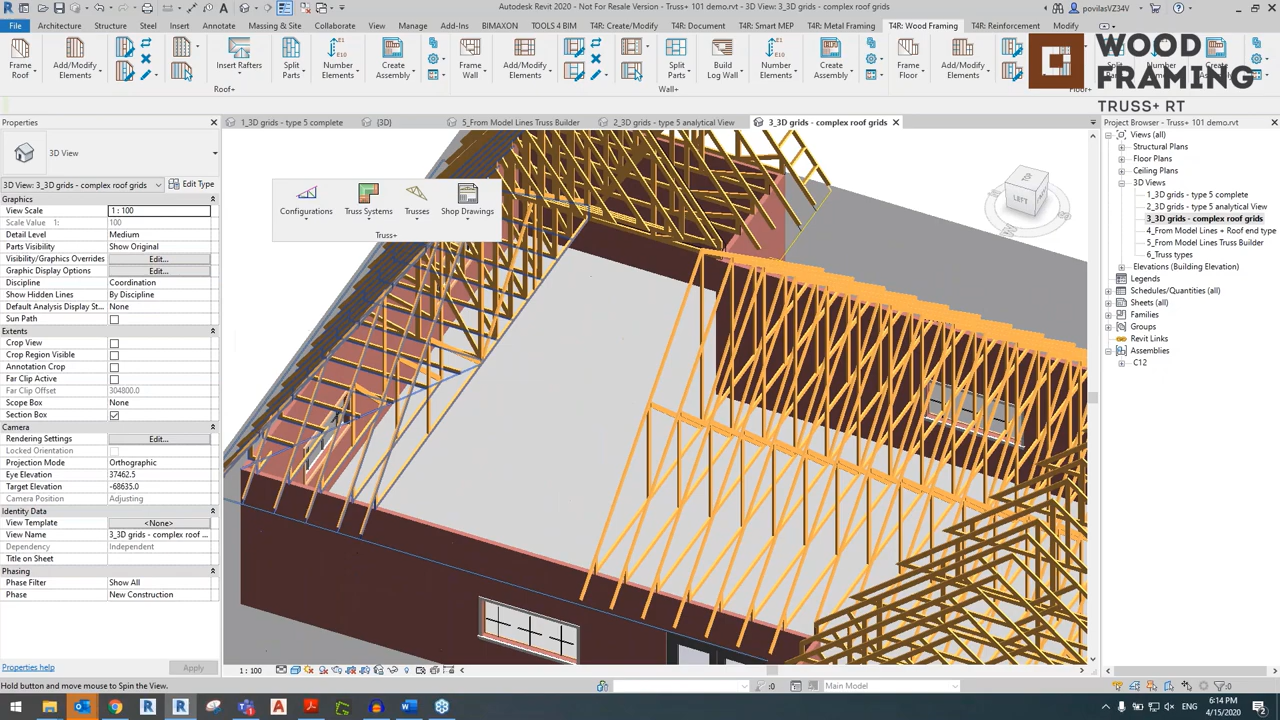 Autodesk Revit 2020 - Not For Resale Version - Truss+ 101 demo.rvt - 3D View: 3_3D grids - complex roof grids
povilasVZ34V
File Architecture Structure Steel Systems Insert Annotate Analyze Massing & Site Collaborate View Manage Add-Ins BIMAXON TOOLS 4 BIM T4R: Create/Modify T4R: Document T4R: Smart MEP T4R: Metal Framing T4R: Wood Framing T4R: Reinforcement Modify
Frame Roof
Add/Modify Elements
Insert Rafters
Split Parts
Number Elements
Create Assembly
Frame Wall
Add/Modify Elements
Split Parts
Build Log Wall
Number Elements
Create Assembly
Frame Floor
Add/Modify Elements
Roof+
Wall+
Floor+
WOOD
FRAMING
TRUSS+ RT
Properties
1_3D grids - type 5 complete
{3D}
5_From Model Lines Truss Builder
2_3D grids - type 5 analytical View
3_3D grids - complex roof grids
Project Browser - Truss+ 101 demo.rvt
3D View
3D View: 3_3D grids - complex roof grids
Edit Type
Graphics
View Scale 1 : 100
Scale Value 1: 100
Detail Level Medium
Parts Visibility Show Original
Visibility/Graphics Overrides Edit...
Graphic Display Options Edit...
Discipline Coordination
Show Hidden Lines By Discipline
Default Analysis Display St... None
Sun Path
Extents
Crop View
Crop Region Visible
Annotation Crop
Far Clip Active
Far Clip Offset 304800.0
Scope Box None
Section Box
Camera
Rendering Settings Edit...
Locked Orientation
Projection Mode Orthographic
Eye Elevation 37462.5
Target Elevation -68635.0
Camera Position Adjusting
Identity Data
View Template <None>
View Name 3_3D grids - complex roof ...
Dependency Independent
Title on Sheet
Phasing
Phase Filter Show All
Phase New Construction
Properties help
Apply
Configurations
Truss Systems
Trusses
Shop Drawings
Truss+
TOP
LEFT
Views (all)
Structural Plans
Floor Plans
Ceiling Plans
3D Views
1_3D grids - type 5 complete
2_3D grids - type 5 analytical View
3_3D grids - complex roof grids
4_From Model Lines + Roof end type
5_From Model Lines Truss Builder
6_Truss types
{3D}
Elevations (Building Elevation)
Legends
Schedules/Quantities (all)
Sheets (all)
Families
Groups
Revit Links
Assemblies
C12
1 : 100
Hold button and move mouse to Spin the View.
:0
Main Model
:0
ENG
6:14 PM
4/15/2020